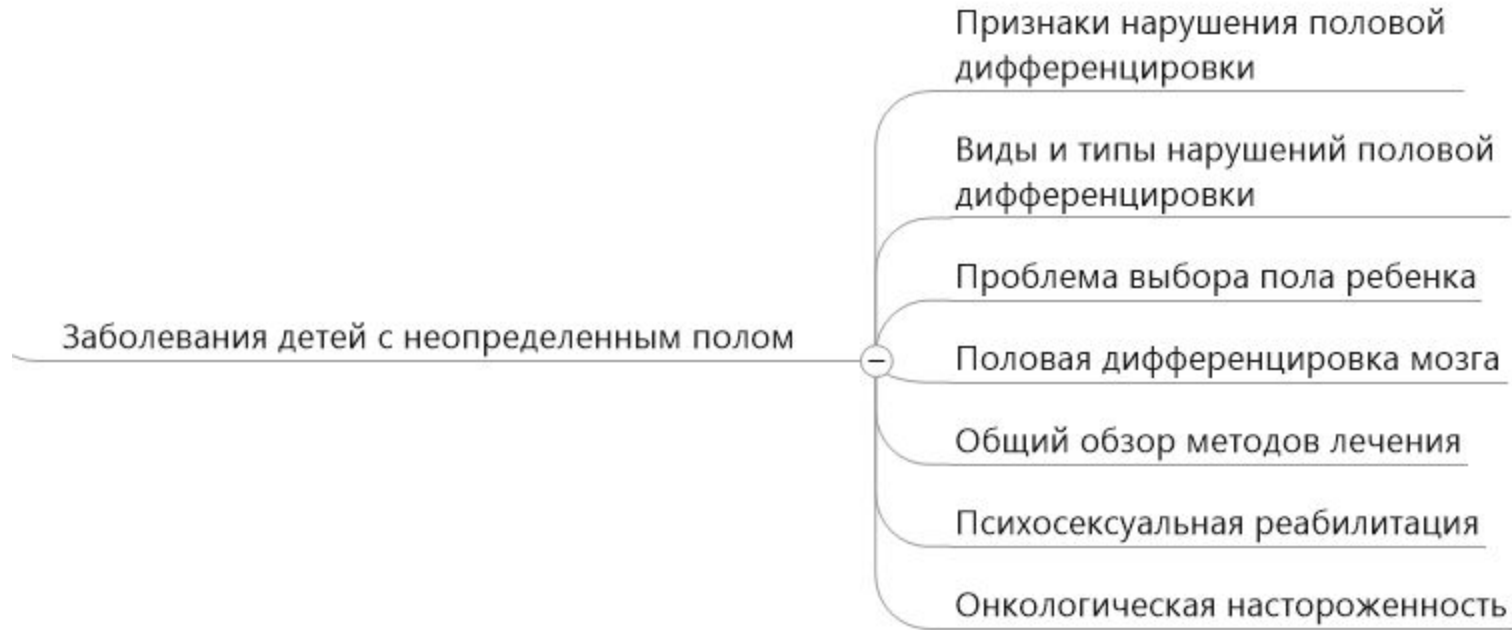 Признаки нарушения половой
дифференцировки
Виды и типы нарушений половой
дифференцировки
Проблема выбора пола ребенка
Заболевания детей с неопределенным полом
Половая дифференцировка мозга
Общий обзор методов лечения
Психосексуальная реабилитация
Онкологическая настороженность